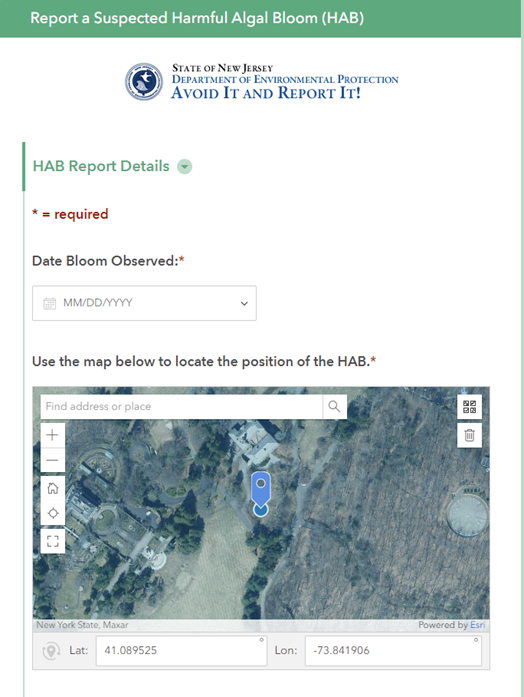 Report a Suspected Harmful Algal Bloom (HAB)
STATE OF NEW JERSEY
DEPARTMENT OF ENVIRONMENTAL PROTECTION
AVOID IT AND REPORT IT!
HAB Report Details
* = required
Date Bloom Observed:*
MM/DD/YYYY
Use the map below to locate the position of the HAB.*
Find address or place
New York State, Maxar Powered by Esri
Lat: 41.089525 Lon: -73.841906